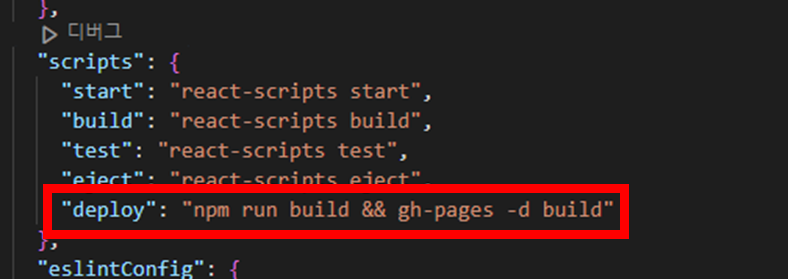 },
디버그
"scripts": {
"start": "react-scripts start",
"build": "react-scripts build",
"test": "react-scripts test",
"eject": "react-scripts eject",
"deploy": "npm run build && gh-pages -d build"
},
"eslintConfig": {